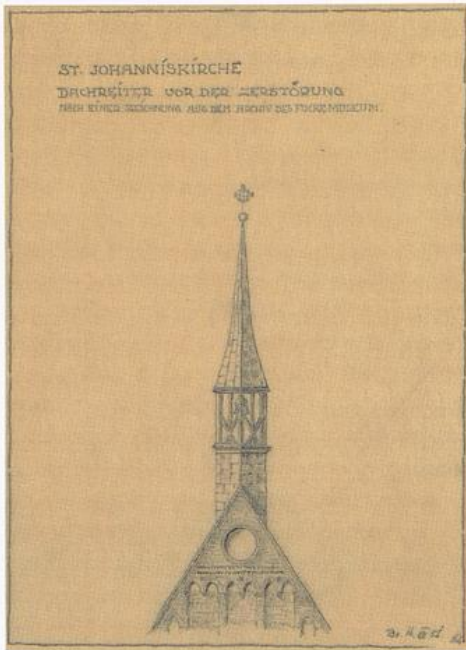 ST. JOHANNISKIRCHE
DACHREITER VOR DER ZERSTÖRUNG
NACH EINER ZEICHNUNG AUS DEM ARCHIV DES FOCKE MUSEUM.